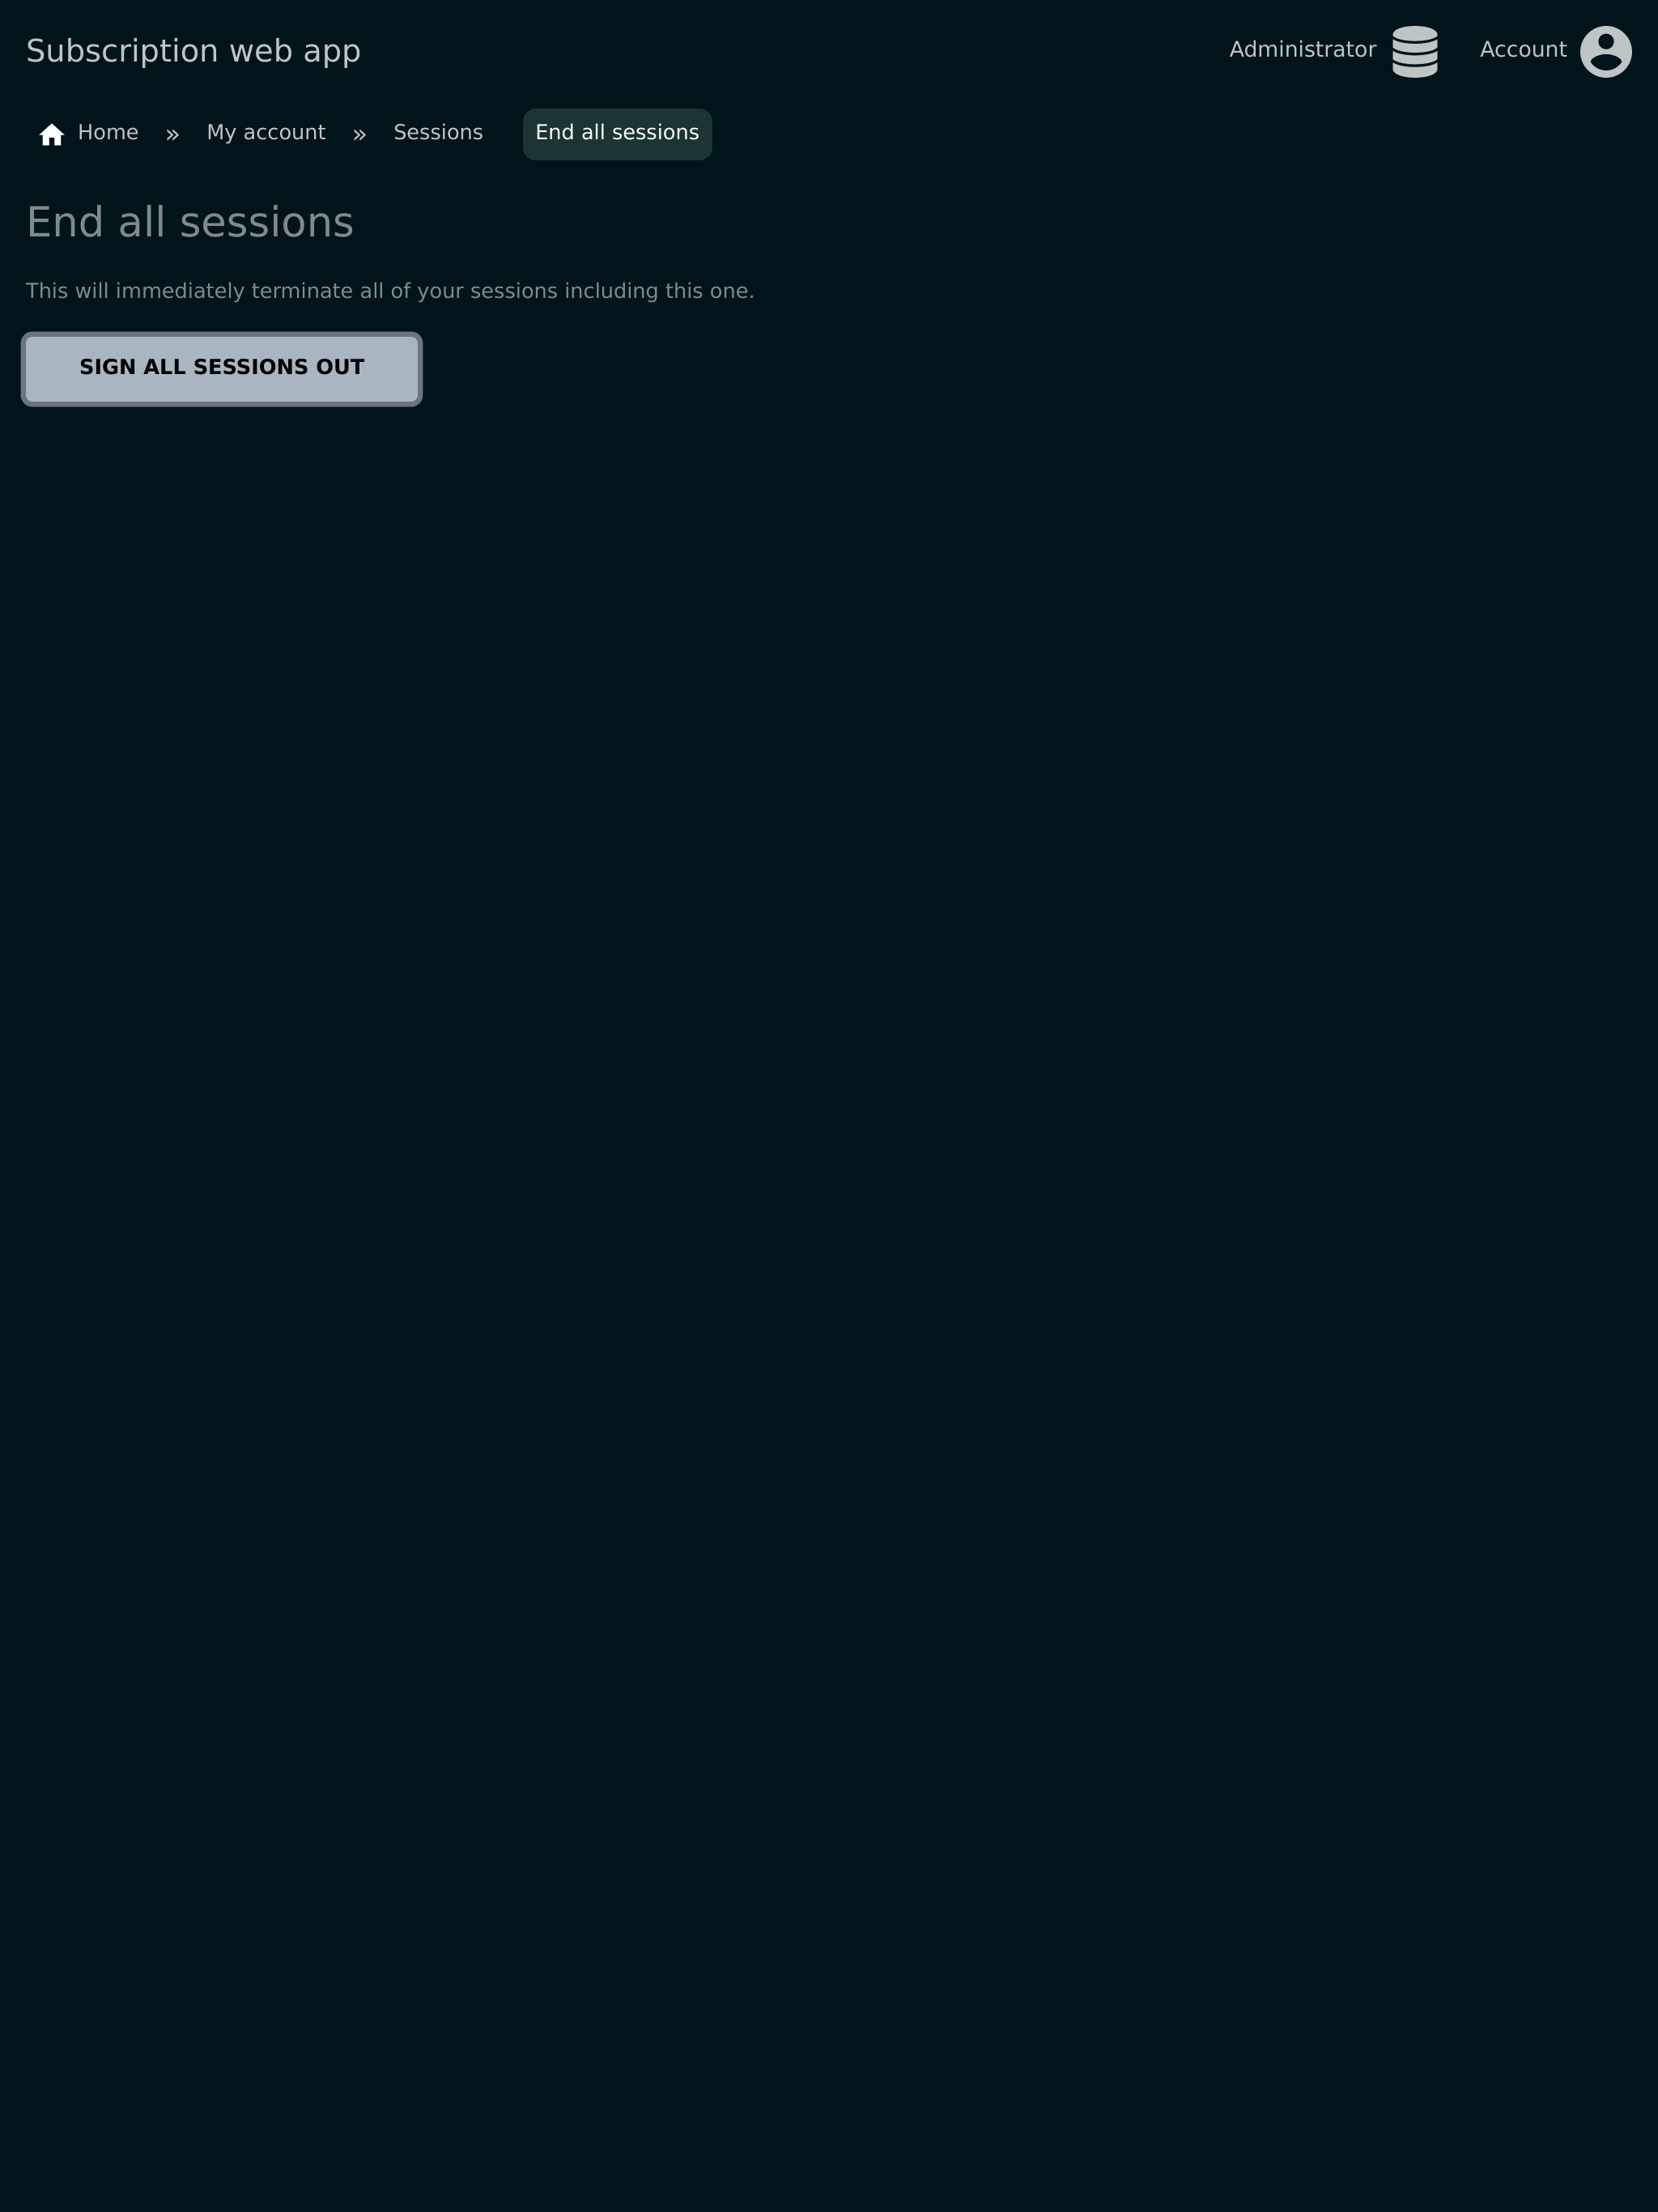 Subscription web app
Administrator
Account
Home » My account » Sessions End all sessions
End all sessions
This will immediately terminate all of your sessions including this one.
SIGN ALL SESSIONS OUT